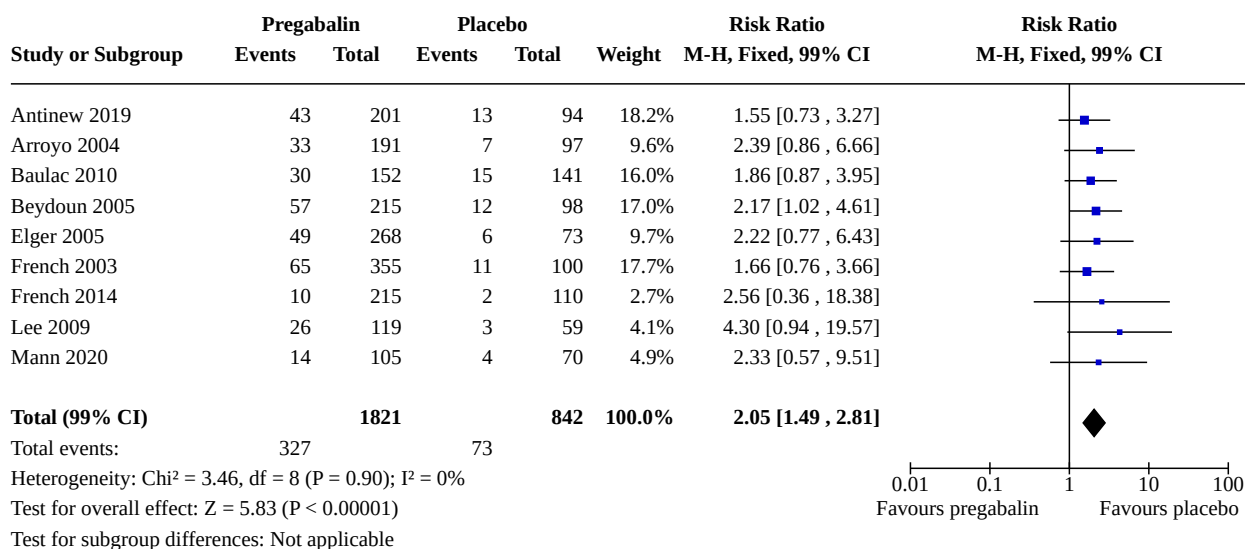 Pregabalin Placebo Risk Ratio Risk Ratio
Study or Subgroup Events Total Events Total Weight M-H, Fixed, 99% CI M-H, Fixed, 99% CI
Antinew 2019 43 201 13 94 18.2% 1.55 [0.73 , 3.27]
Arroyo 2004 33 191 7 97 9.6% 2.39 [0.86 , 6.66]
Baulac 2010 30 152 15 141 16.0% 1.86 [0.87 , 3.95]
Beydoun 2005 57 215 12 98 17.0% 2.17 [1.02 , 4.61]
Elger 2005 49 268 6 73 9.7% 2.22 [0.77 , 6.43]
French 2003 65 355 11 100 17.7% 1.66 [0.76 , 3.66]
French 2014 10 215 2 110 2.7% 2.56 [0.36 , 18.38]
Lee 2009 26 119 3 59 4.1% 4.30 [0.94 , 19.57]
Mann 2020 14 105 4 70 4.9% 2.33 [0.57 , 9.51]
Total (99% CI) 1821 842 100.0% 2.05 [1.49 , 2.81]
Total events: 327 73
Heterogeneity: Chi² = 3.46, df = 8 (P = 0.90); I² = 0%
0.01 0.1 1 10 100
Test for overall effect: Z = 5.83 (P < 0.00001)
Favours pregabalin Favours placebo
Test for subgroup differences: Not applicable